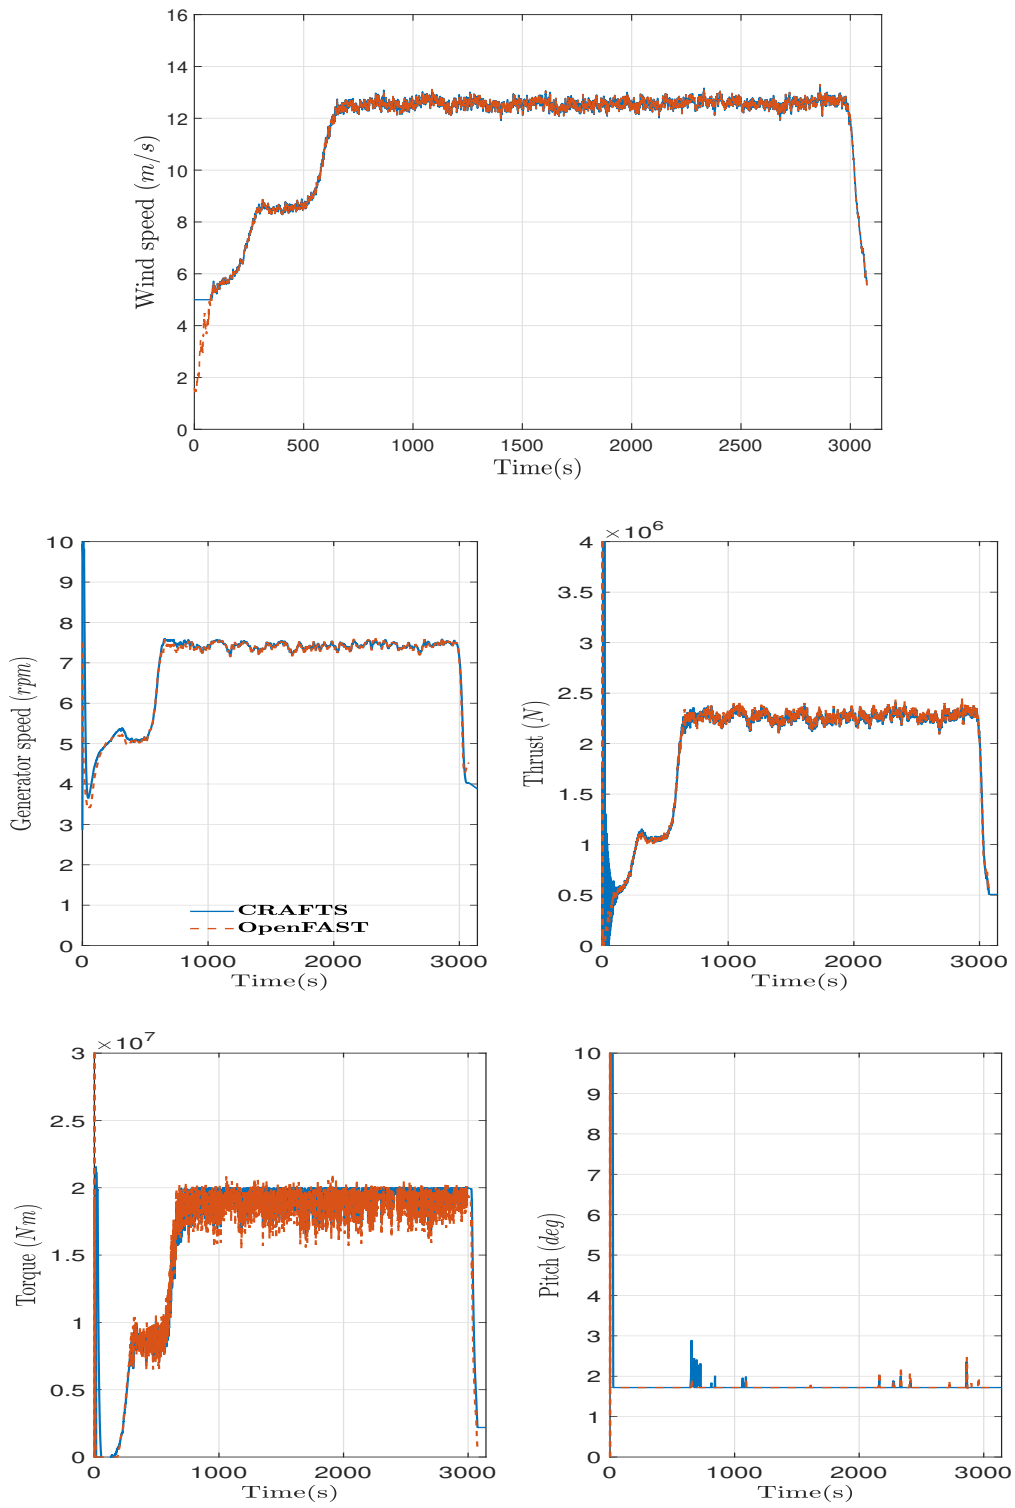 16
14
12
10
8
6
4
2
0
Wind speed (m/s)
0 500 1000 1500 2000 2500 3000
Time(s)
10
9
8
7
6
5
4
3
2
1
0
Generator speed (rpm)
CRAFTS
OpenFAST
0 1000 2000 3000
Time(s)
×10⁶
4
3.5
3
2.5
2
1.5
1
0.5
0
Thrust (N)
0 1000 2000 3000
Time(s)
×10⁷
3
2.5
2
1.5
1
0.5
0
Torque (Nm)
0 1000 2000 3000
Time(s)
10
9
8
7
6
5
4
3
2
1
0
Pitch (deg)
0 1000 2000 3000
Time(s)